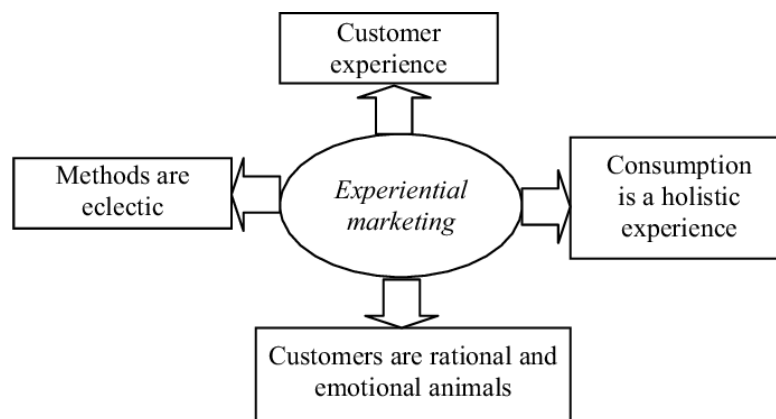 Customer
experience
Methods are
eclectic
Experiential
marketing
Consumption
is a holistic
experience
Customers are rational and
emotional animals